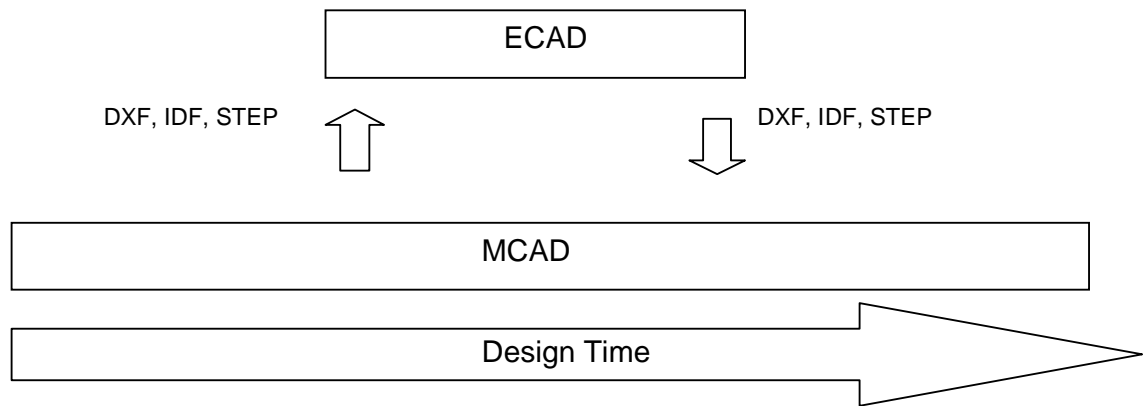 ECAD
DXF, IDF, STEP
DXF, IDF, STEP
MCAD
Design Time